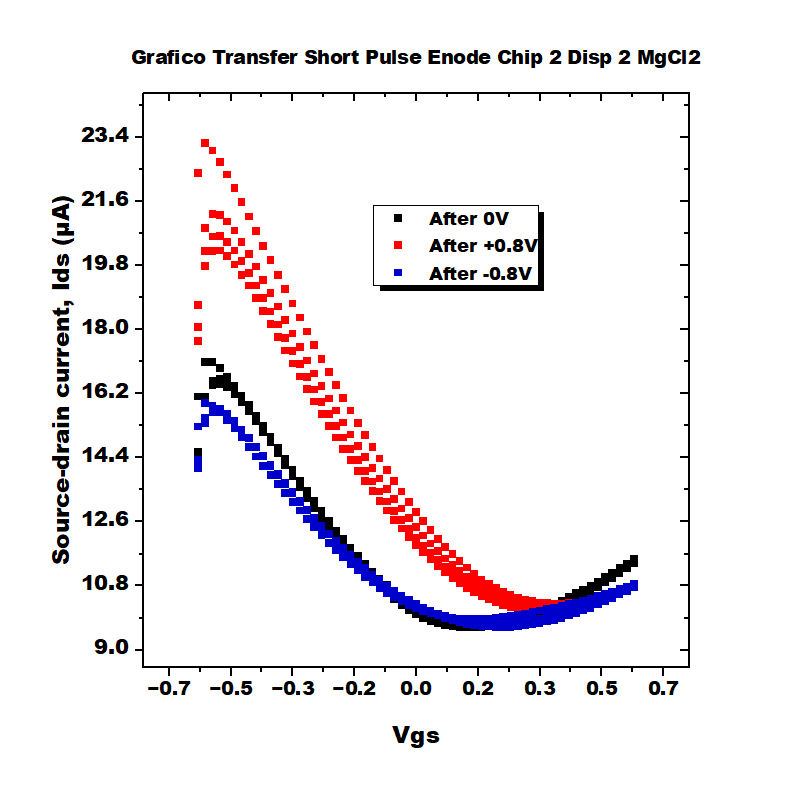 Grafico Transfer Short Pulse Enode Chip 2 Disp 2 MgCl2
23.4
21.6
19.8
18.0
16.2
14.4
12.6
10.8
9.0
Source-drain current, Ids (µA)
After 0V
After +0.8V
After -0.8V
−0.7 −0.5 −0.3 −0.2 0.0 0.2 0.3 0.5 0.7
Vgs